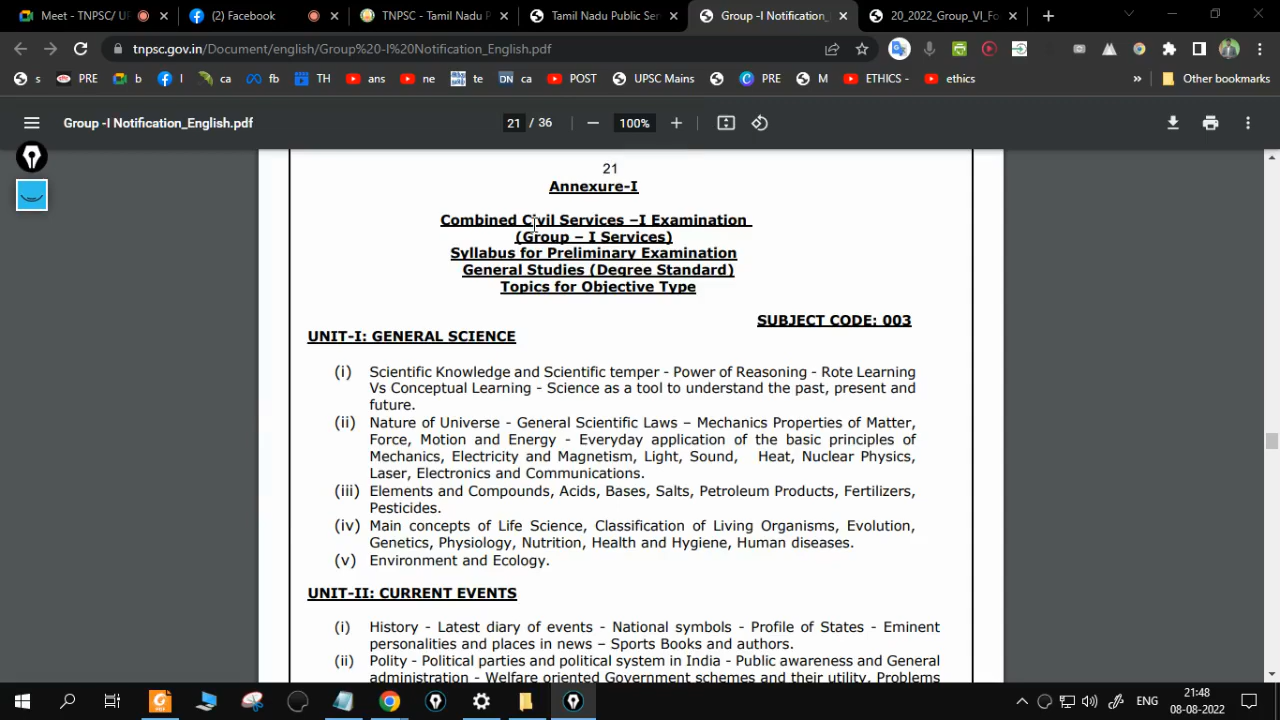 Meet - TNPSC/ U
(2) Facebook
TNPSC - Tamil Nadu P
Tamil Nadu Public Ser
Group -I Notification_
20_2022_Group_VI_Fo
tnpsc.gov.in/Document/english/Group%20-I%20Notification_English.pdf
s PRE b I ca fb TH ans ne te ca POST UPSC Mains PRE M ETHICS - ethics » Other bookmarks
Group -I Notification_English.pdf
21 / 36 100%
21
Annexure-I
Combined Civil Services –I Examination
(Group – I Services)
Syllabus for Preliminary Examination
General Studies (Degree Standard)
Topics for Objective Type
SUBJECT CODE: 003
UNIT-I: GENERAL SCIENCE
(i) Scientific Knowledge and Scientific temper - Power of Reasoning - Rote Learning
Vs Conceptual Learning - Science as a tool to understand the past, present and
future.
(ii) Nature of Universe - General Scientific Laws – Mechanics Properties of Matter,
Force, Motion and Energy - Everyday application of the basic principles of
Mechanics, Electricity and Magnetism, Light, Sound, Heat, Nuclear Physics,
Laser, Electronics and Communications.
(iii) Elements and Compounds, Acids, Bases, Salts, Petroleum Products, Fertilizers,
Pesticides.
(iv) Main concepts of Life Science, Classification of Living Organisms, Evolution,
Genetics, Physiology, Nutrition, Health and Hygiene, Human diseases.
(v) Environment and Ecology.
UNIT-II: CURRENT EVENTS
(i) History - Latest diary of events - National symbols - Profile of States - Eminent
personalities and places in news – Sports Books and authors.
(ii) Polity - Political parties and political system in India - Public awareness and General
administration - Welfare oriented Government schemes and their utility, Problems
ENG
21:48
08-08-2022